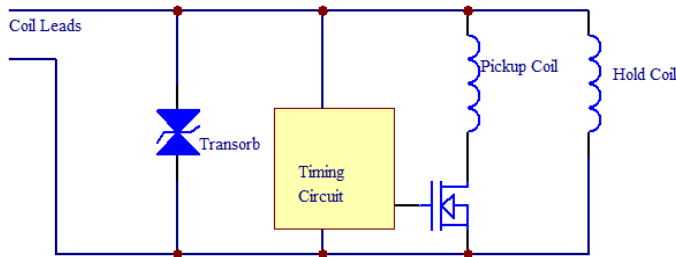 Coil Leads
Pickup Coil
Hold Coil
Transorb
Timing
Circuit